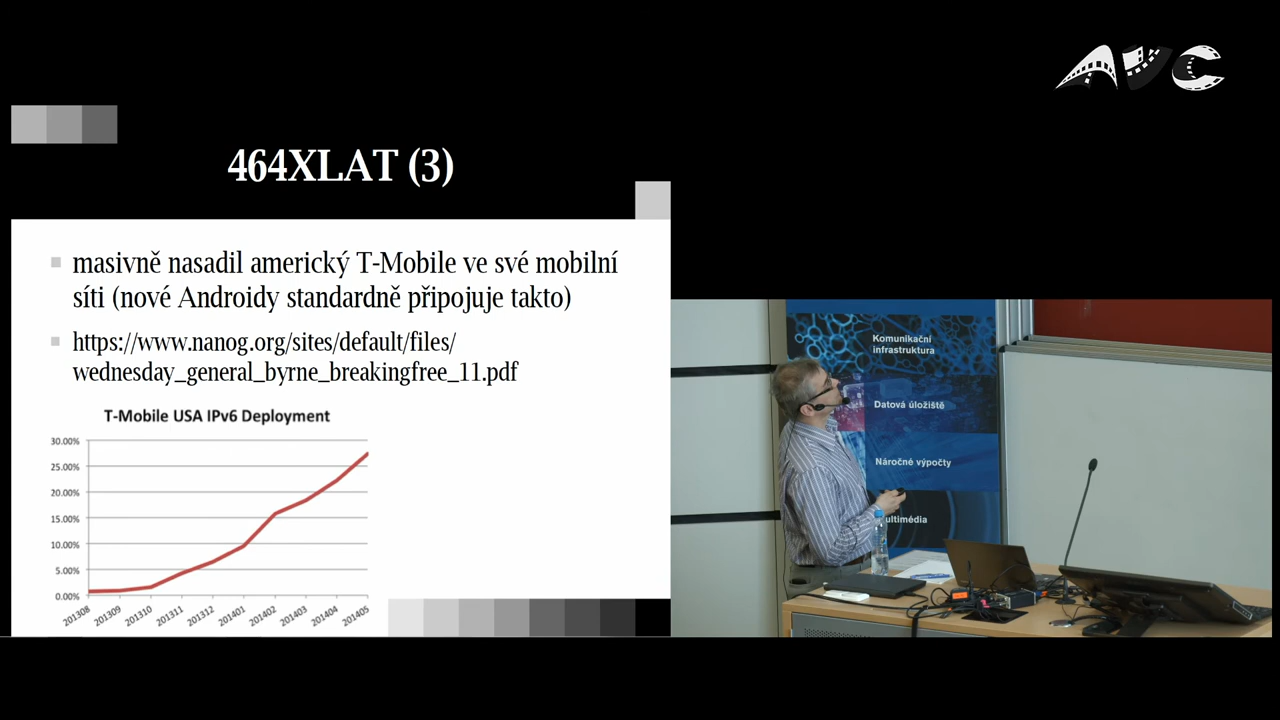 AVC
464XLAT (3)
masivně nasadil americký T-Mobile ve své mobilní
síti (nové Androidy standardně připojuje takto)
https://www.nanog.org/sites/default/files/
wednesday_general_byrne_breakingfree_11.pdf
T-Mobile USA IPv6 Deployment
30.00%
25.00%
20.00%
15.00%
10.00%
5.00%
0.00%
201308
201309
201310
201311
201312
201401
201402
201403
201404
201405
Komunikační
infrastruktura
Datová úložiště
Náročné výpočty
ultimédia